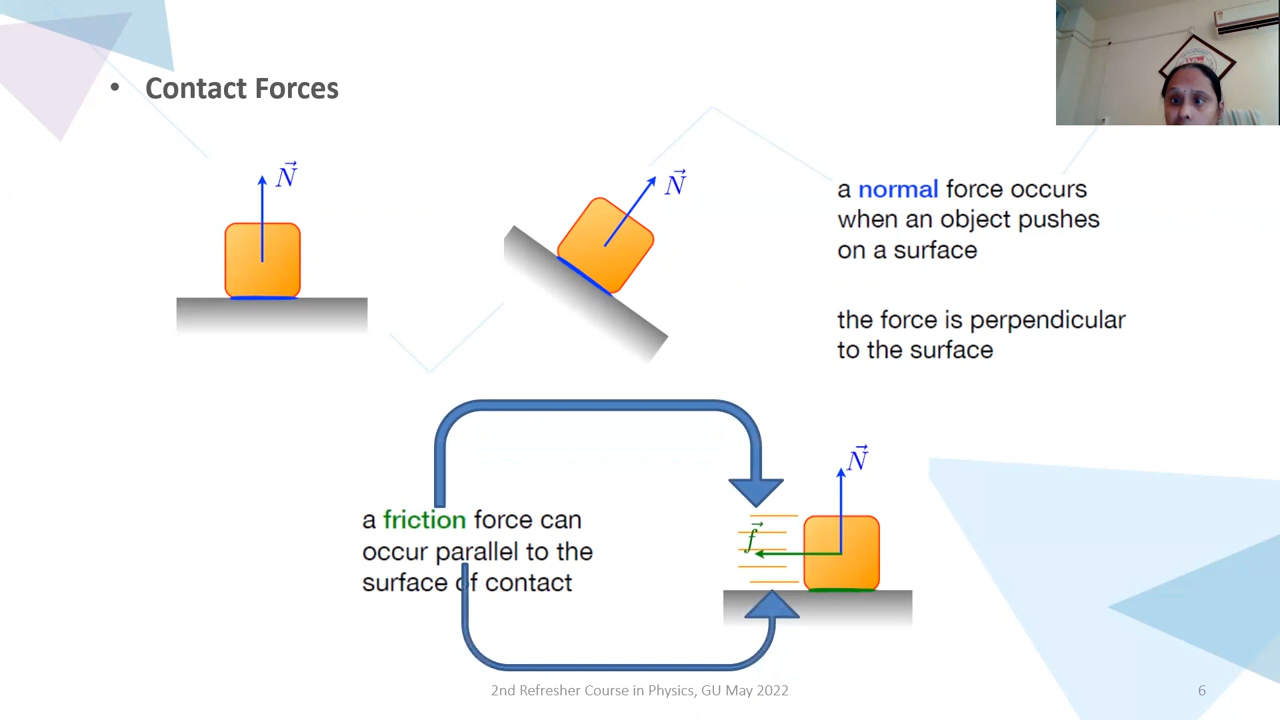 • Contact Forces
N⃗
N⃗
a normal force occurs
when an object pushes
on a surface
the force is perpendicular
to the surface
a friction force can
occur parallel to the
surface of contact
N⃗
f⃗
2nd Refresher Course in Physics, GU May 2022
6